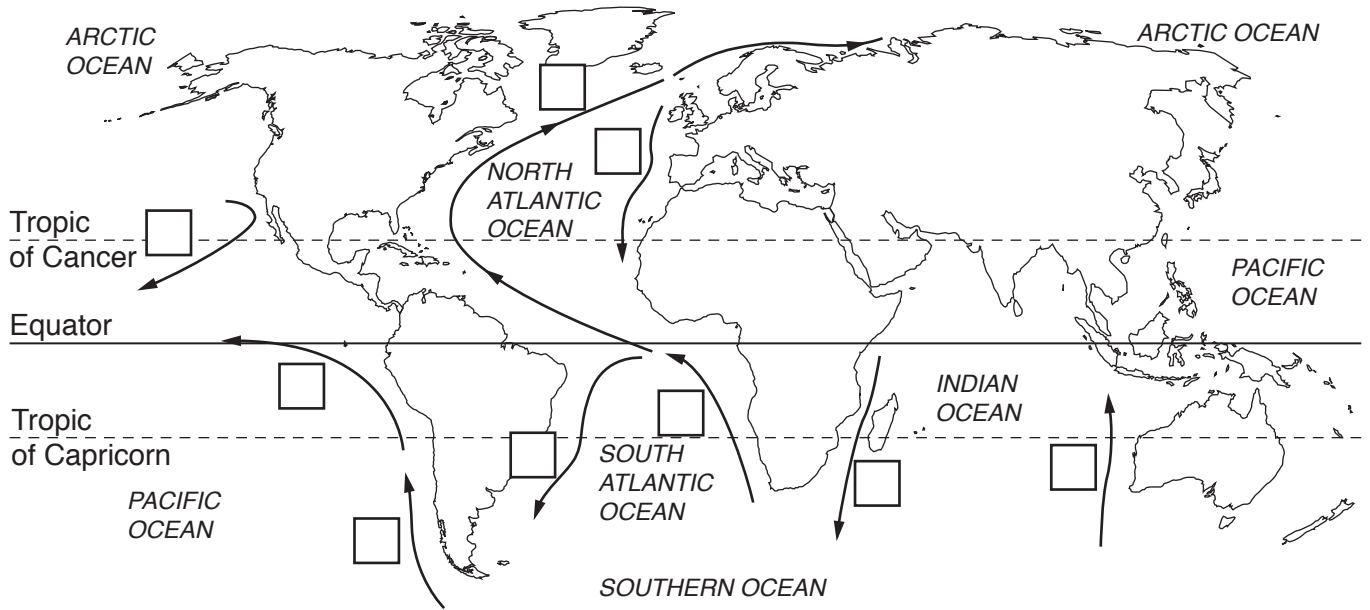 ARCTIC
OCEAN
ARCTIC OCEAN
NORTH
ATLANTIC
OCEAN
Tropic
of Cancer
PACIFIC
OCEAN
Equator
INDIAN
OCEAN
Tropic
of Capricorn
SOUTH
ATLANTIC
OCEAN
PACIFIC
OCEAN
SOUTHERN OCEAN